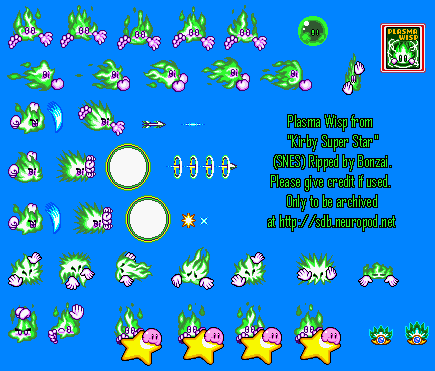 PLASMA
WISP
Plasma Wisp from
"Kirby Super Star"
(SNES) Ripped by Bonzai.
Please give credit if used.
Only to be archived
at http://sdb.neuropod.net